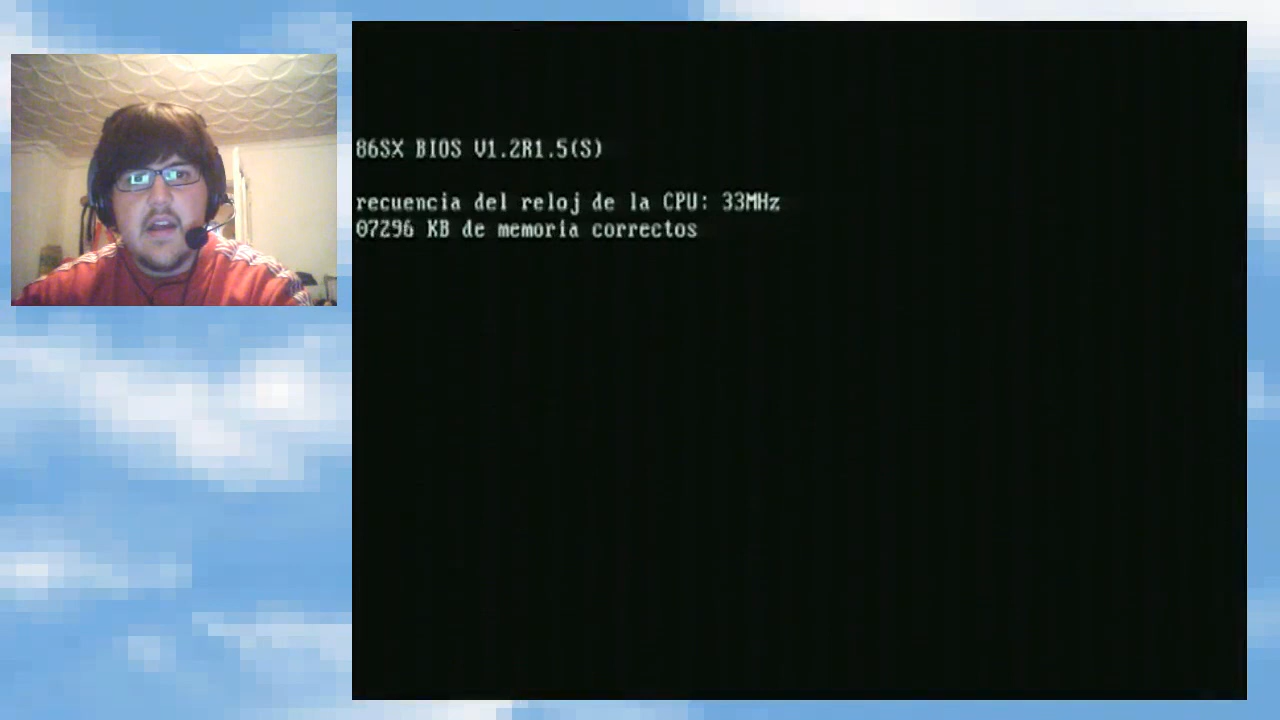 86SX BIOS V1.2R1.5(S)
recuencia del reloj de la CPU: 33MHz
07296 KB de memoria correctos